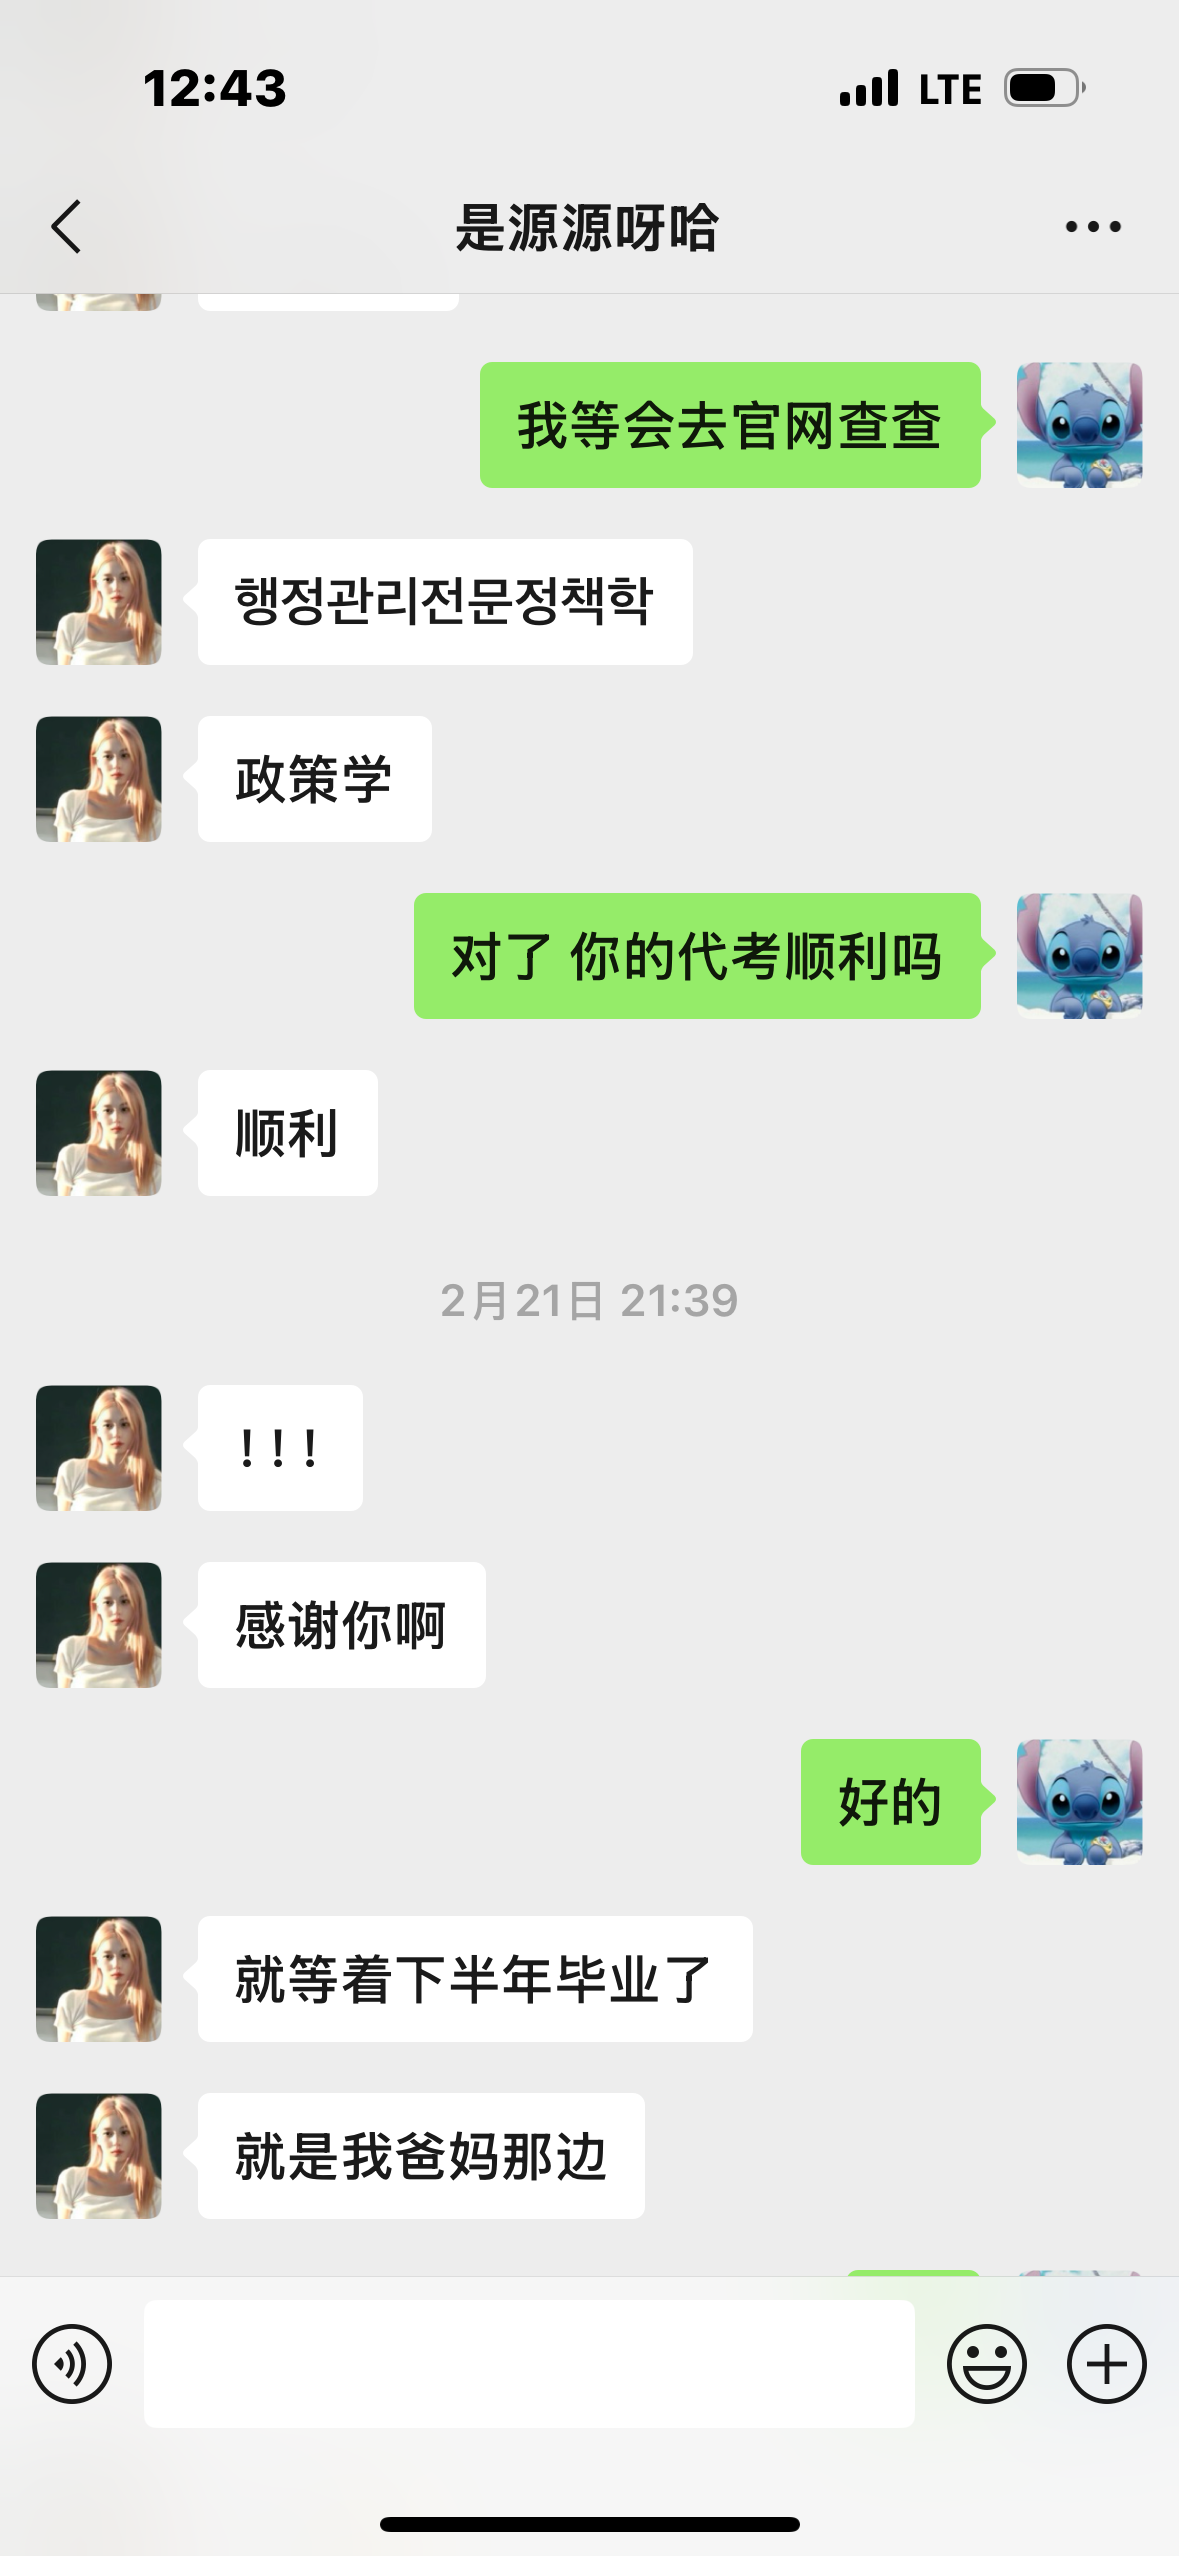 12:43
LTE
是源源呀哈
我等会去官网查查
행정관리전문정책학
政策学
对了 你的代考顺利吗
顺利
2月21日 21:39
！！！
感谢你啊
好的
就等着下半年毕业了
就是我爸妈那边